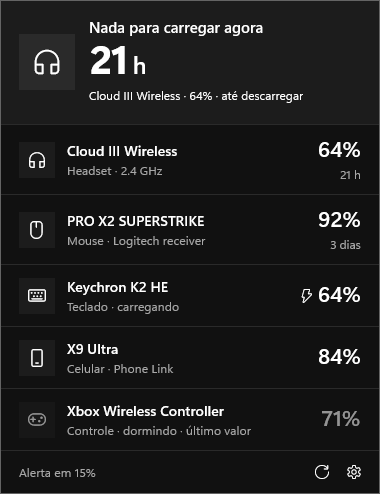 Nada para carregar agora
21 h
Cloud III Wireless · 64% · até descarregar
Cloud III Wireless
64%
Headset · 2.4 GHz
21 h
PRO X2 SUPERSTRIKE
92%
Mouse · Logitech receiver
3 dias
Keychron K2 HE
64%
Teclado · carregando
X9 Ultra
84%
Celular · Phone Link
Xbox Wireless Controller
71%
Controle · dormindo · último valor
Alerta em 15%